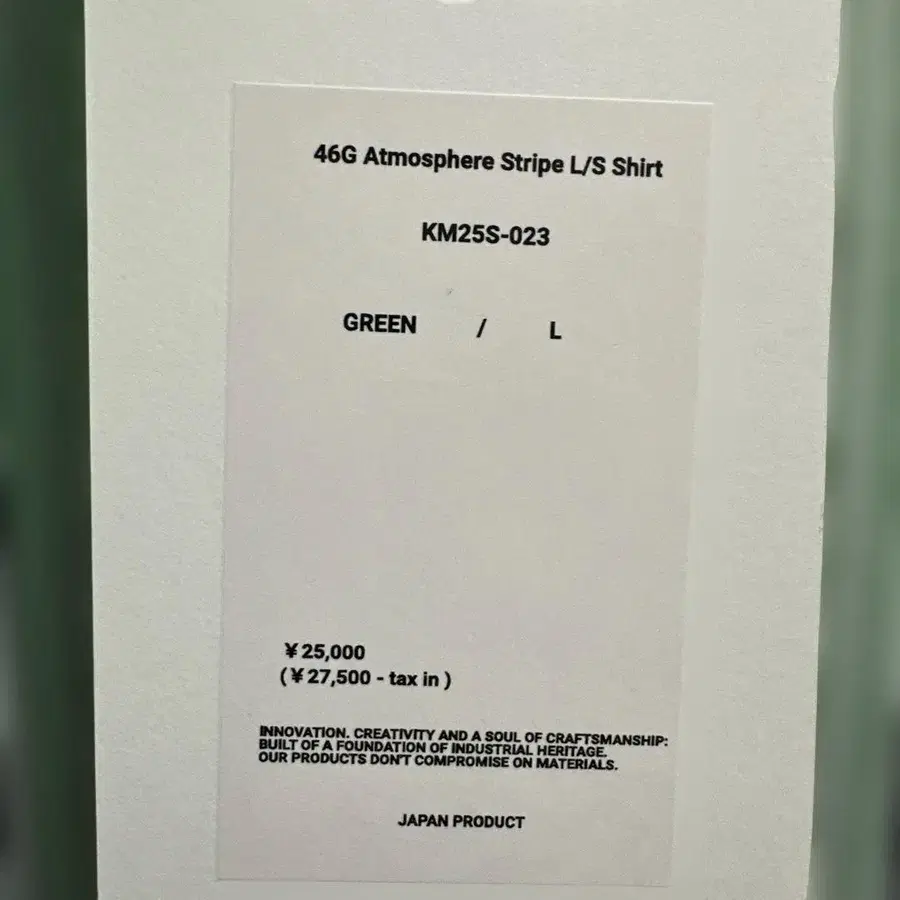 46G Atmosphere Stripe L/S Shirt
KM25S-023
GREEN / L
¥25,000
(¥27,500 - tax in)
INNOVATION. CREATIVITY AND A SOUL OF CRAFTSMANSHIP:
BUILT OF A FOUNDATION OF INDUSTRIAL HERITAGE.
OUR PRODUCTS DON'T COMPROMISE ON MATERIALS.
JAPAN PRODUCT